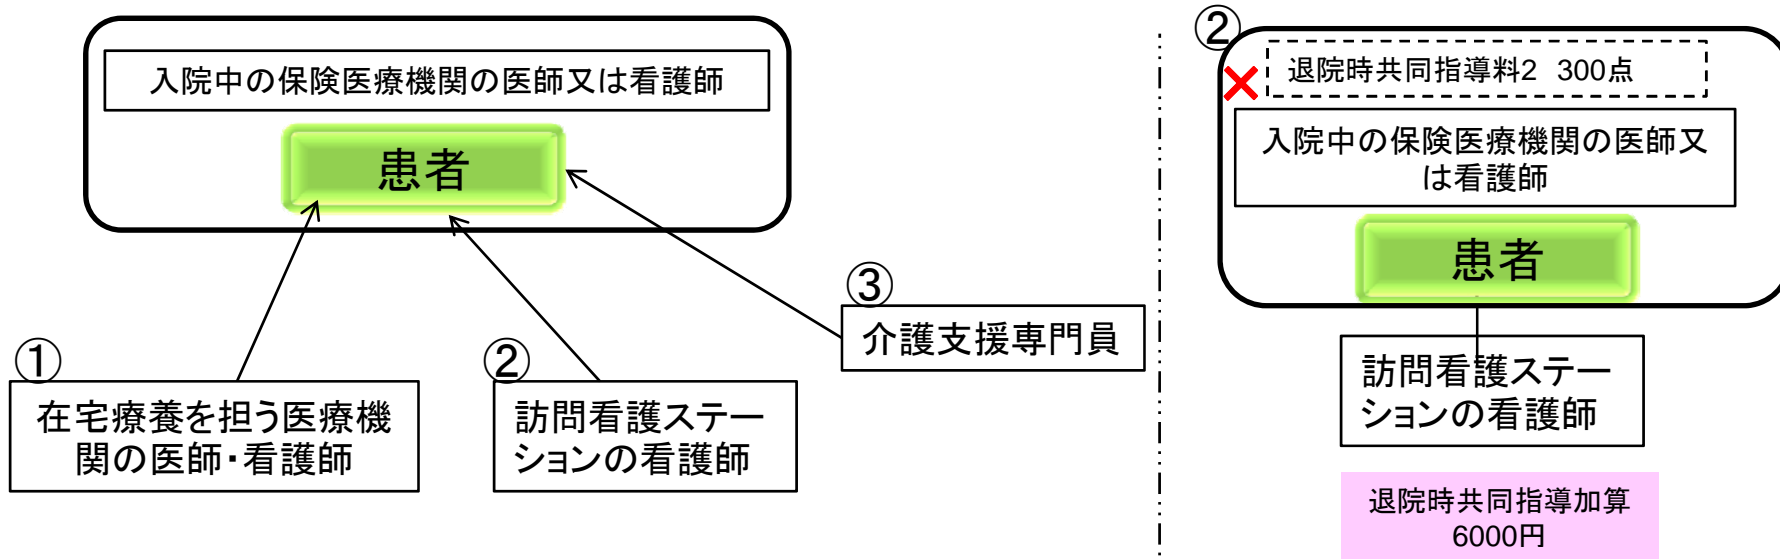 入院中の保険医療機関の医師又は看護師
患者
③
介護支援専門員
①
在宅療養を担う医療機
関の医師・看護師
②
訪問看護ステー
ションの看護師
②
退院時共同指導料2 300点
入院中の保険医療機関の医師又
は看護師
患者
訪問看護ステー
ションの看護師
退院時共同指導加算
6000円